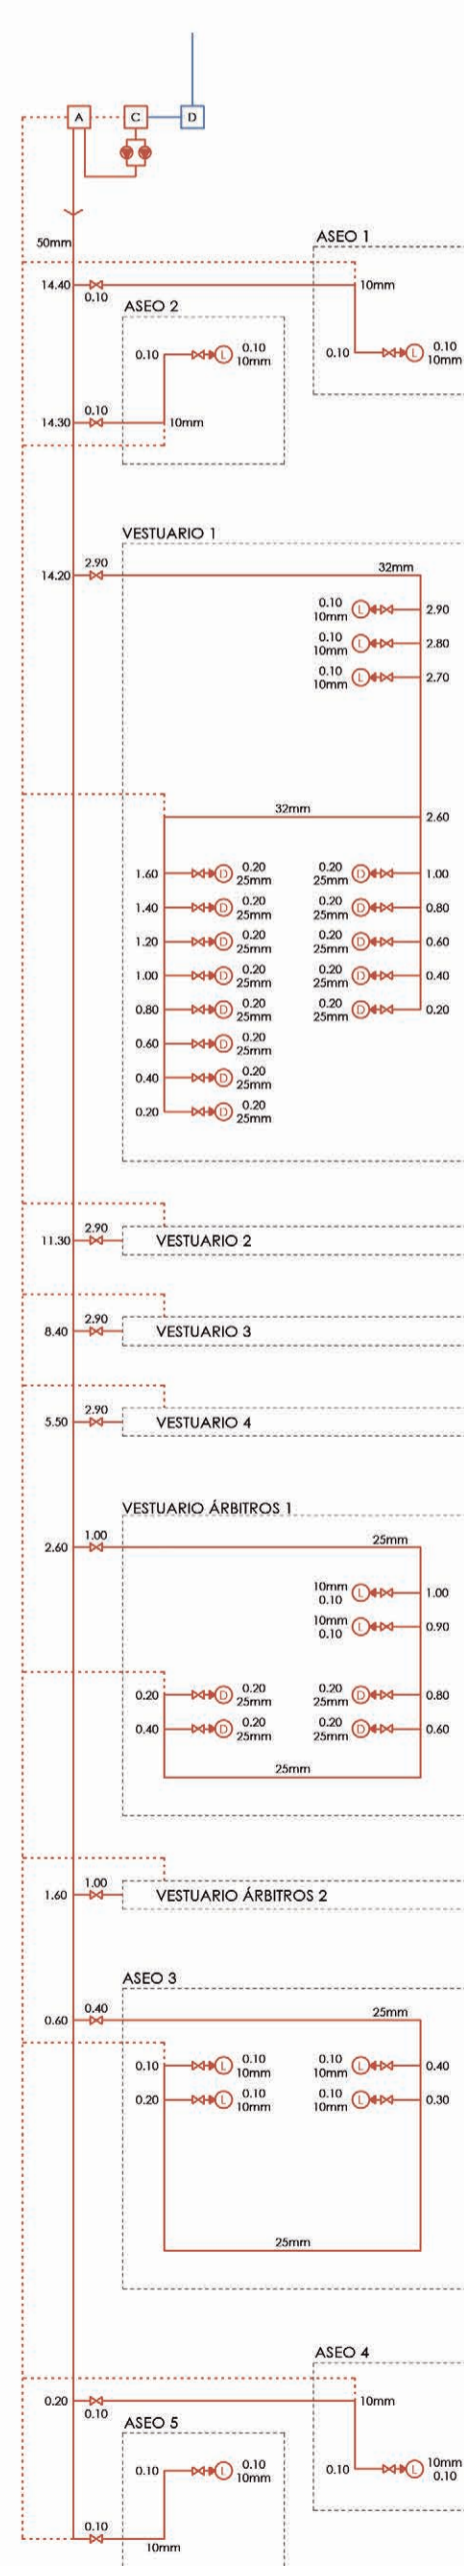 A
C
D
50mm
ASEO 1
14.40
0.10
10mm
ASEO 2
0.10
0.10
10mm
0.10
0.10
10mm
14.30
0.10
10mm
VESTUARIO 1
14.20
2.90
32mm
0.10
10mm
L
2.90
0.10
10mm
L
2.80
0.10
10mm
L
2.70
32mm
2.60
1.60
D
0.20
25mm
0.20
25mm
D
1.00
1.40
D
0.20
25mm
0.20
25mm
D
0.80
1.20
D
0.20
25mm
0.20
25mm
D
0.60
1.00
D
0.20
25mm
0.20
25mm
D
0.40
0.80
D
0.20
25mm
0.20
25mm
D
0.20
0.60
D
0.20
25mm
0.40
D
0.20
25mm
0.20
D
0.20
25mm
11.30
2.90
VESTUARIO 2
8.40
2.90
VESTUARIO 3
5.50
2.90
VESTUARIO 4
VESTUARIO ÁRBITROS 1
2.60
1.00
25mm
10mm
0.10
L
1.00
10mm
0.10
L
0.90
0.20
D
0.20
25mm
0.20
25mm
D
0.80
0.40
D
0.20
25mm
0.20
25mm
D
0.60
25mm
1.60
1.00
VESTUARIO ÁRBITROS 2
ASEO 3
0.60
0.40
25mm
0.10
L
0.10
10mm
0.10
10mm
L
0.40
0.20
L
0.10
10mm
0.10
10mm
L
0.30
25mm
ASEO 4
0.20
0.10
10mm
ASEO 5
0.10
L
0.10
10mm
0.10
L
10mm
0.10
0.10
10mm